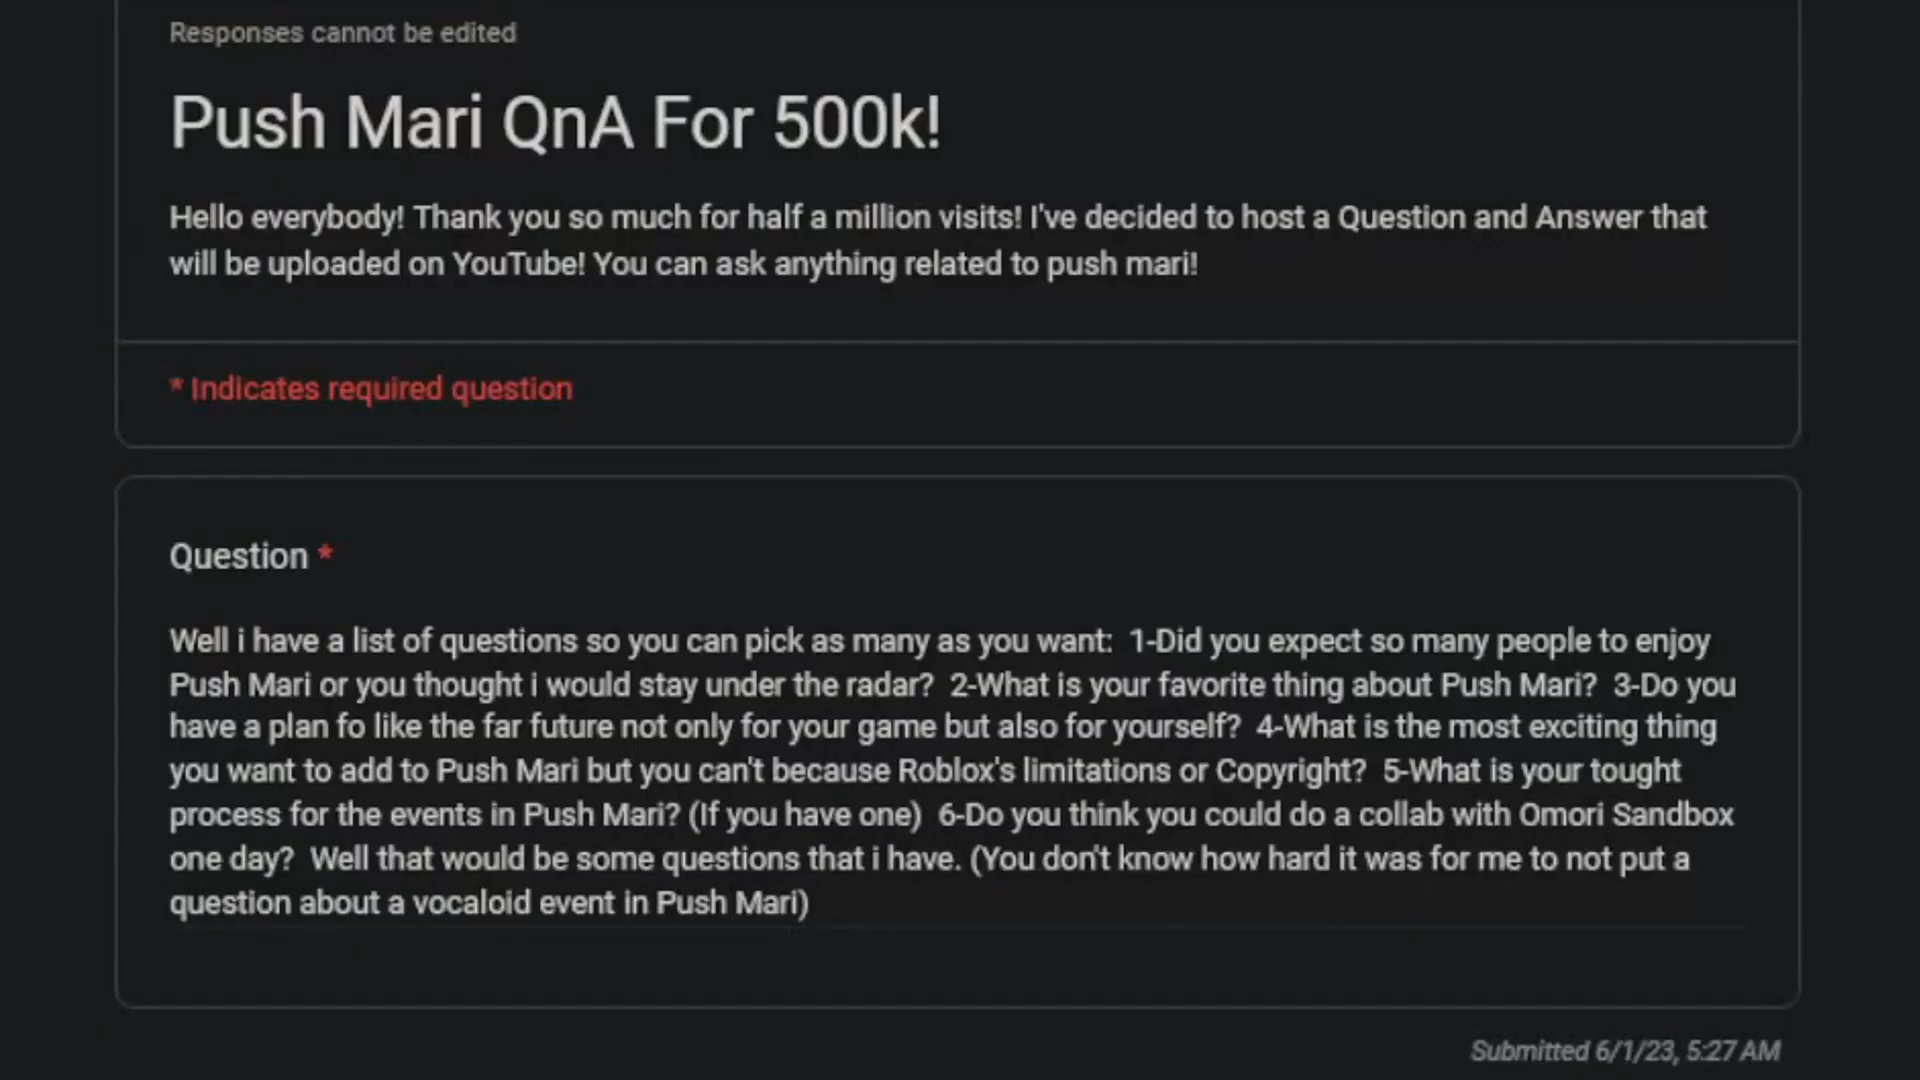 Responses cannot be edited
Push Mari QnA For 500k!
Hello everybody! Thank you so much for half a million visits! I've decided to host a Question and Answer that
will be uploaded on YouTube! You can ask anything related to push mari!
* Indicates required question
Question *
Well i have a list of questions so you can pick as many as you want:  1-Did you expect so many people to enjoy
Push Mari or you thought i would stay under the radar?  2-What is your favorite thing about Push Mari?  3-Do you
have a plan fo like the far future not only for your game but also for yourself?  4-What is the most exciting thing
you want to add to Push Mari but you can't because Roblox's limitations or Copyright?  5-What is your tought
process for the events in Push Mari? (If you have one)  6-Do you think you could do a collab with Omori Sandbox
one day?  Well that would be some questions that i have. (You don't know how hard it was for me to not put a
question about a vocaloid event in Push Mari)
Submitted 6/1/23, 5:27 AM